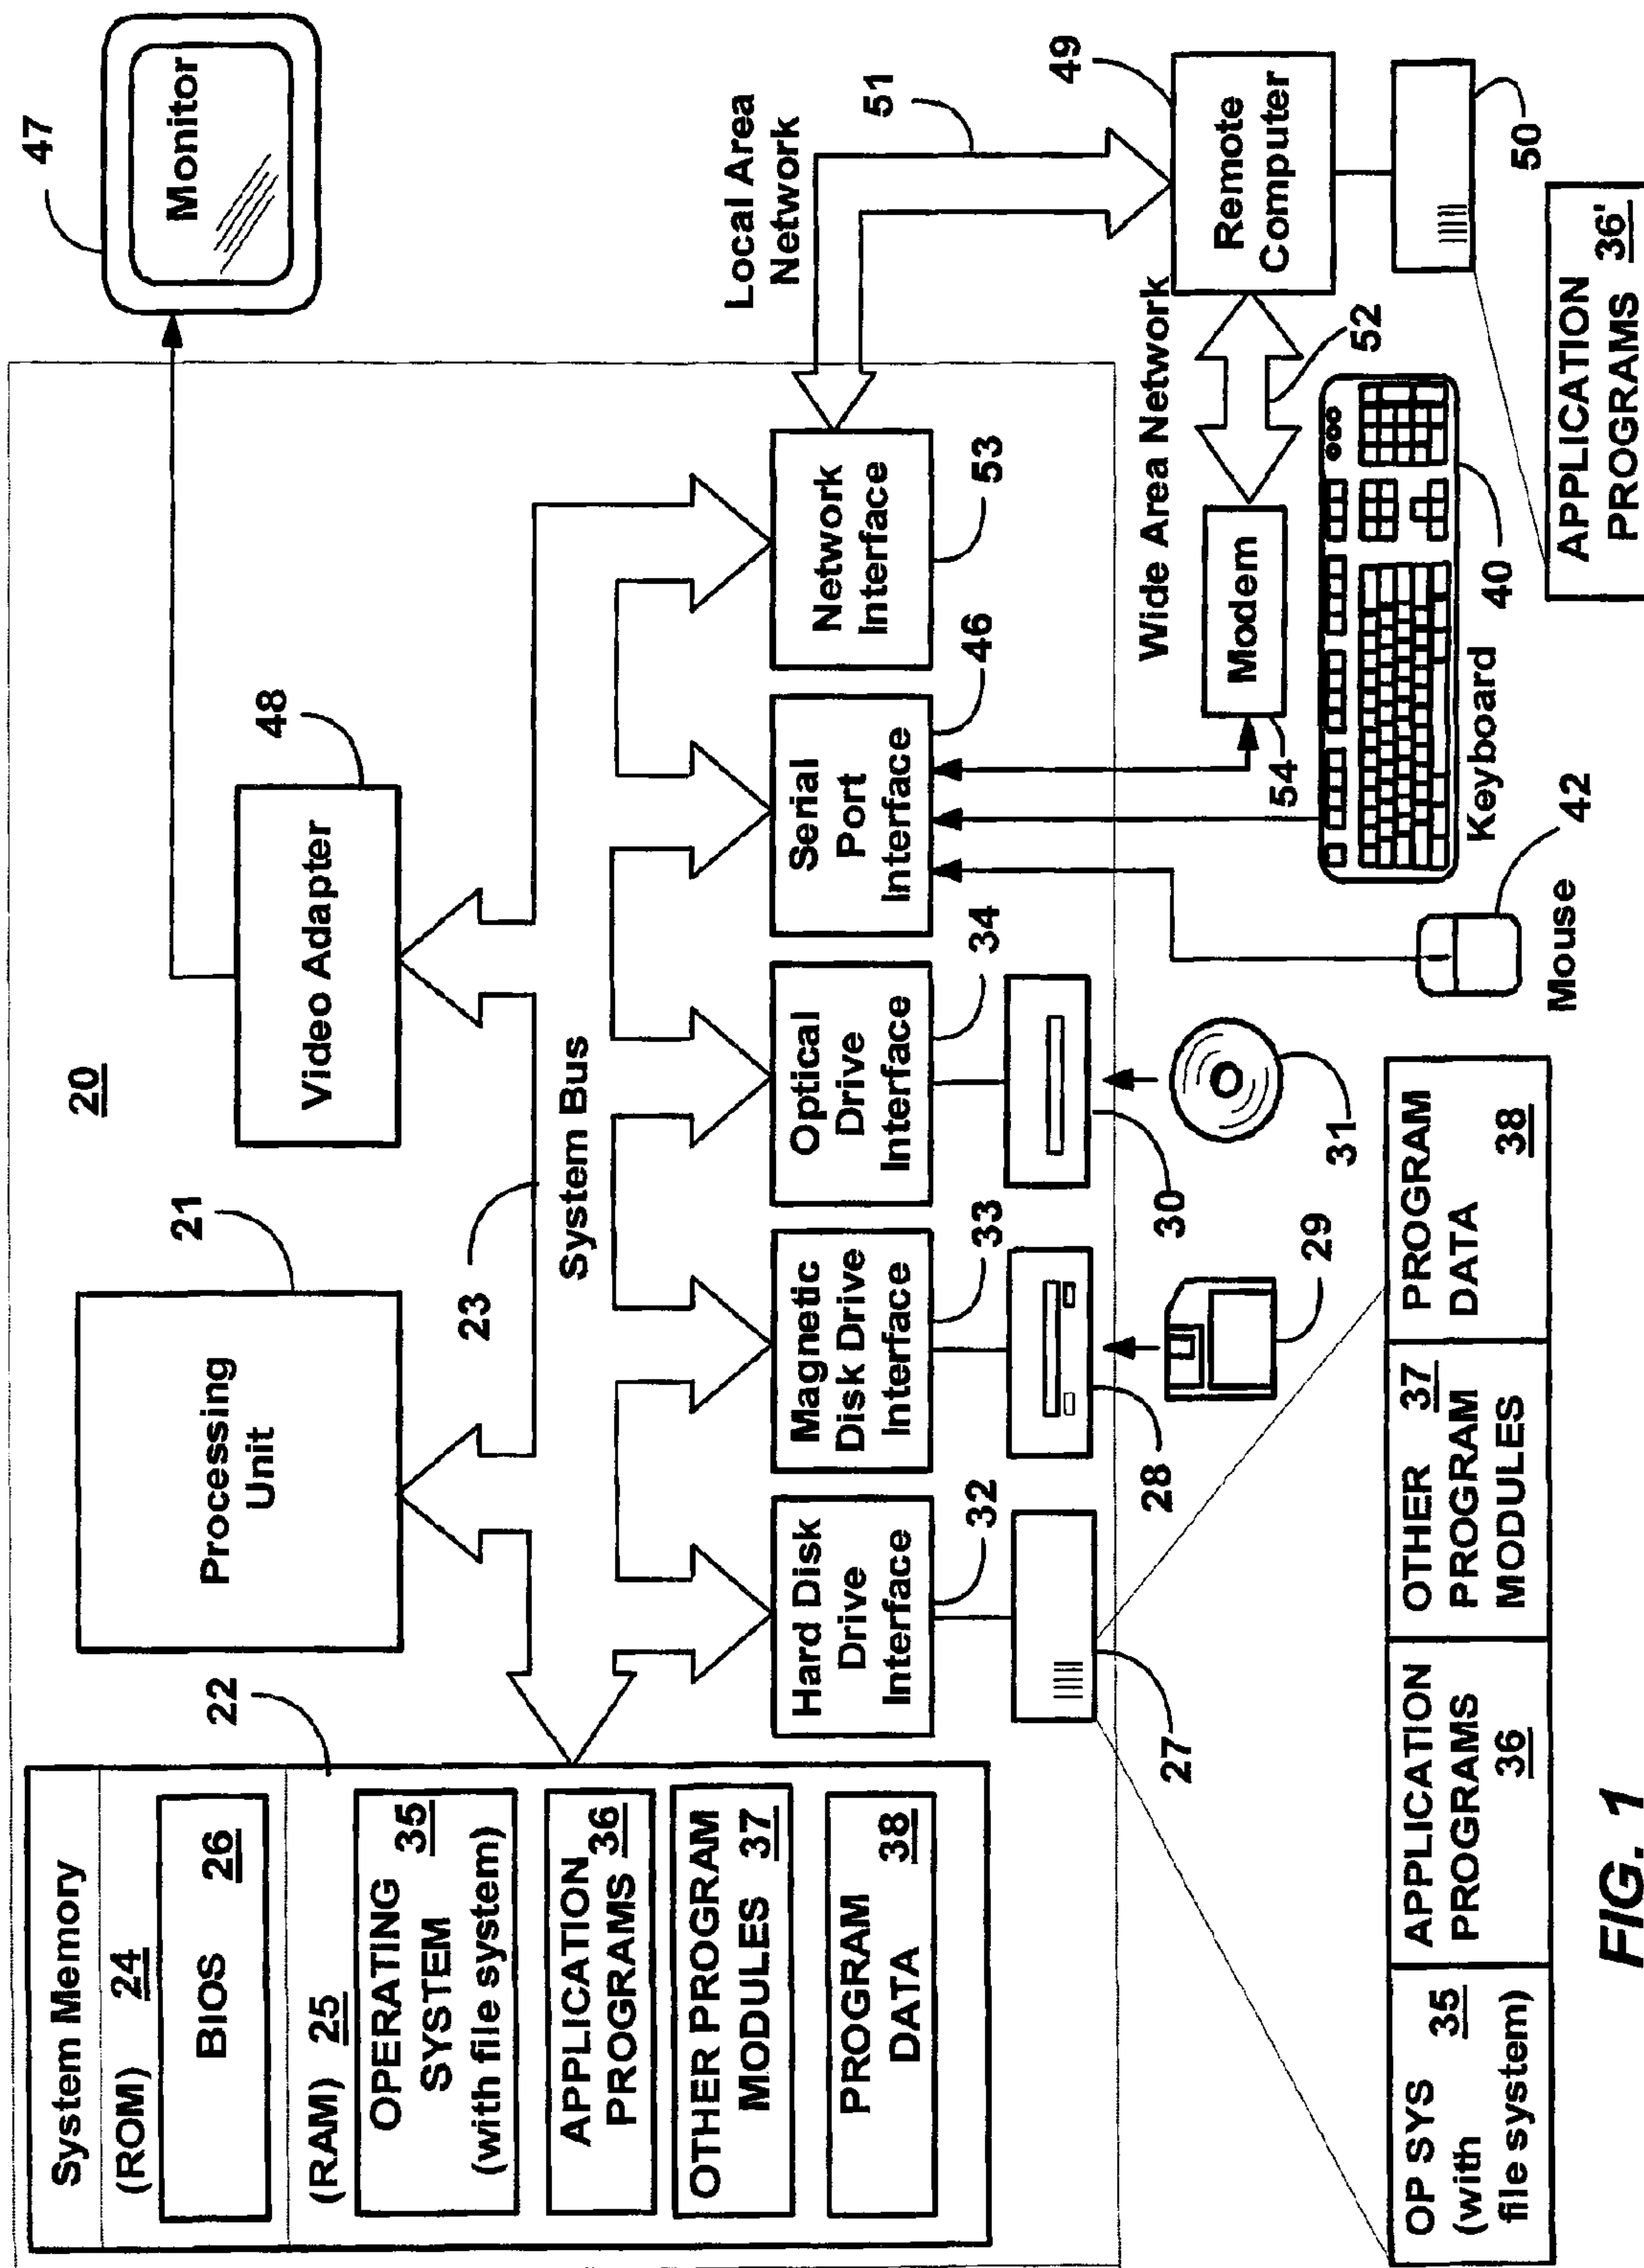 20
47
Monitor
System Memory
(ROM) 24
BIOS 26
(RAM) 25
OPERATING 35
SYSTEM
(with file system)
APPLICATION
PROGRAMS 36
OTHER PROGRAM
MODULES 37
PROGRAM 38
DATA
22
Processing
Unit
21
Video Adapter
48
23
System Bus
Hard Disk
Drive
Interface
32
Magnetic
Disk Drive
Interface
33
Optical
Drive
Interface
34
Serial
Port
Interface
46
Network
Interface
53
Local Area
Network
51
27
28
29
30
31
Wide Area Network
Modem
54
52
Remote
Computer
49
50
Keyboard
40
Mouse
42
OP SYS 35
(with
file system)
APPLICATION
PROGRAMS
36
OTHER 37
PROGRAM
MODULES
PROGRAM
DATA
38
APPLICATION
PROGRAMS 36'
FIG. 1